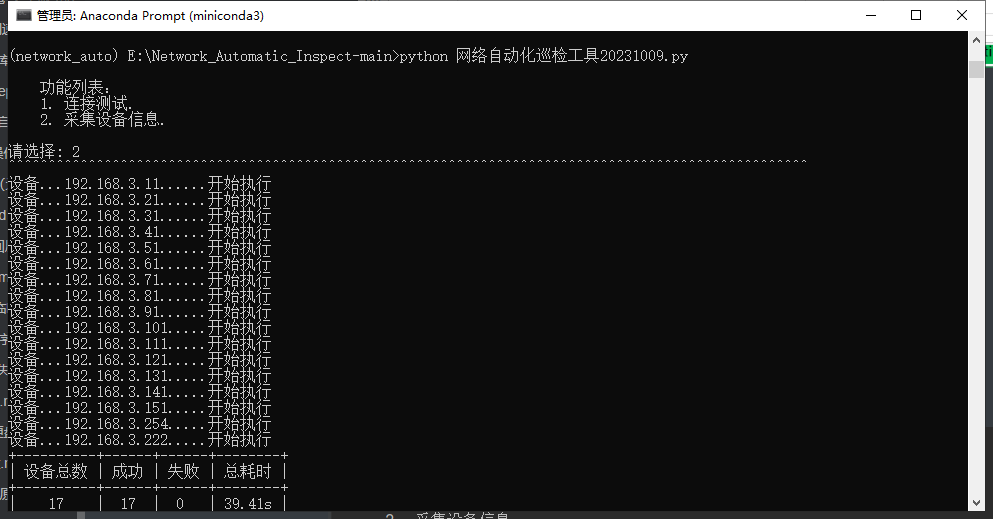 管理员: Anaconda Prompt (miniconda3)
(network_auto) E:\Network_Automatic_Inspect-main>python 网络自动化巡检工具20231009.py
功能列表:
1. 连接测试.
2. 采集设备信息.
请选择: 2
设备...192.168.3.11......开始执行
设备...192.168.3.21......开始执行
设备...192.168.3.31......开始执行
设备...192.168.3.41......开始执行
设备...192.168.3.51......开始执行
设备...192.168.3.61......开始执行
设备...192.168.3.71......开始执行
设备...192.168.3.81......开始执行
设备...192.168.3.91......开始执行
设备...192.168.3.101.....开始执行
设备...192.168.3.111.....开始执行
设备...192.168.3.121.....开始执行
设备...192.168.3.131.....开始执行
设备...192.168.3.141.....开始执行
设备...192.168.3.151.....开始执行
设备...192.168.3.254.....开始执行
设备...192.168.3.222.....开始执行
+----------+------+------+--------+
| 设备总数 | 成功 | 失败 | 总耗时 |
+----------+------+------+--------+
| 17 | 17 | 0 | 39.41s |